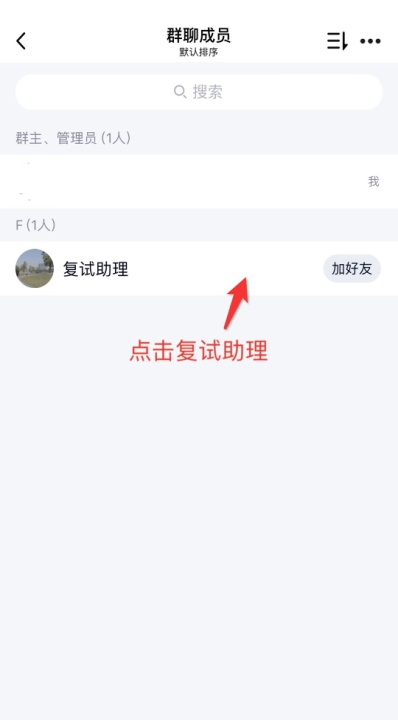 群聊成员
默认排序
搜索
群主、管理员 (1人)
我
F (1人)
复试助理
加好友
点击复试助理